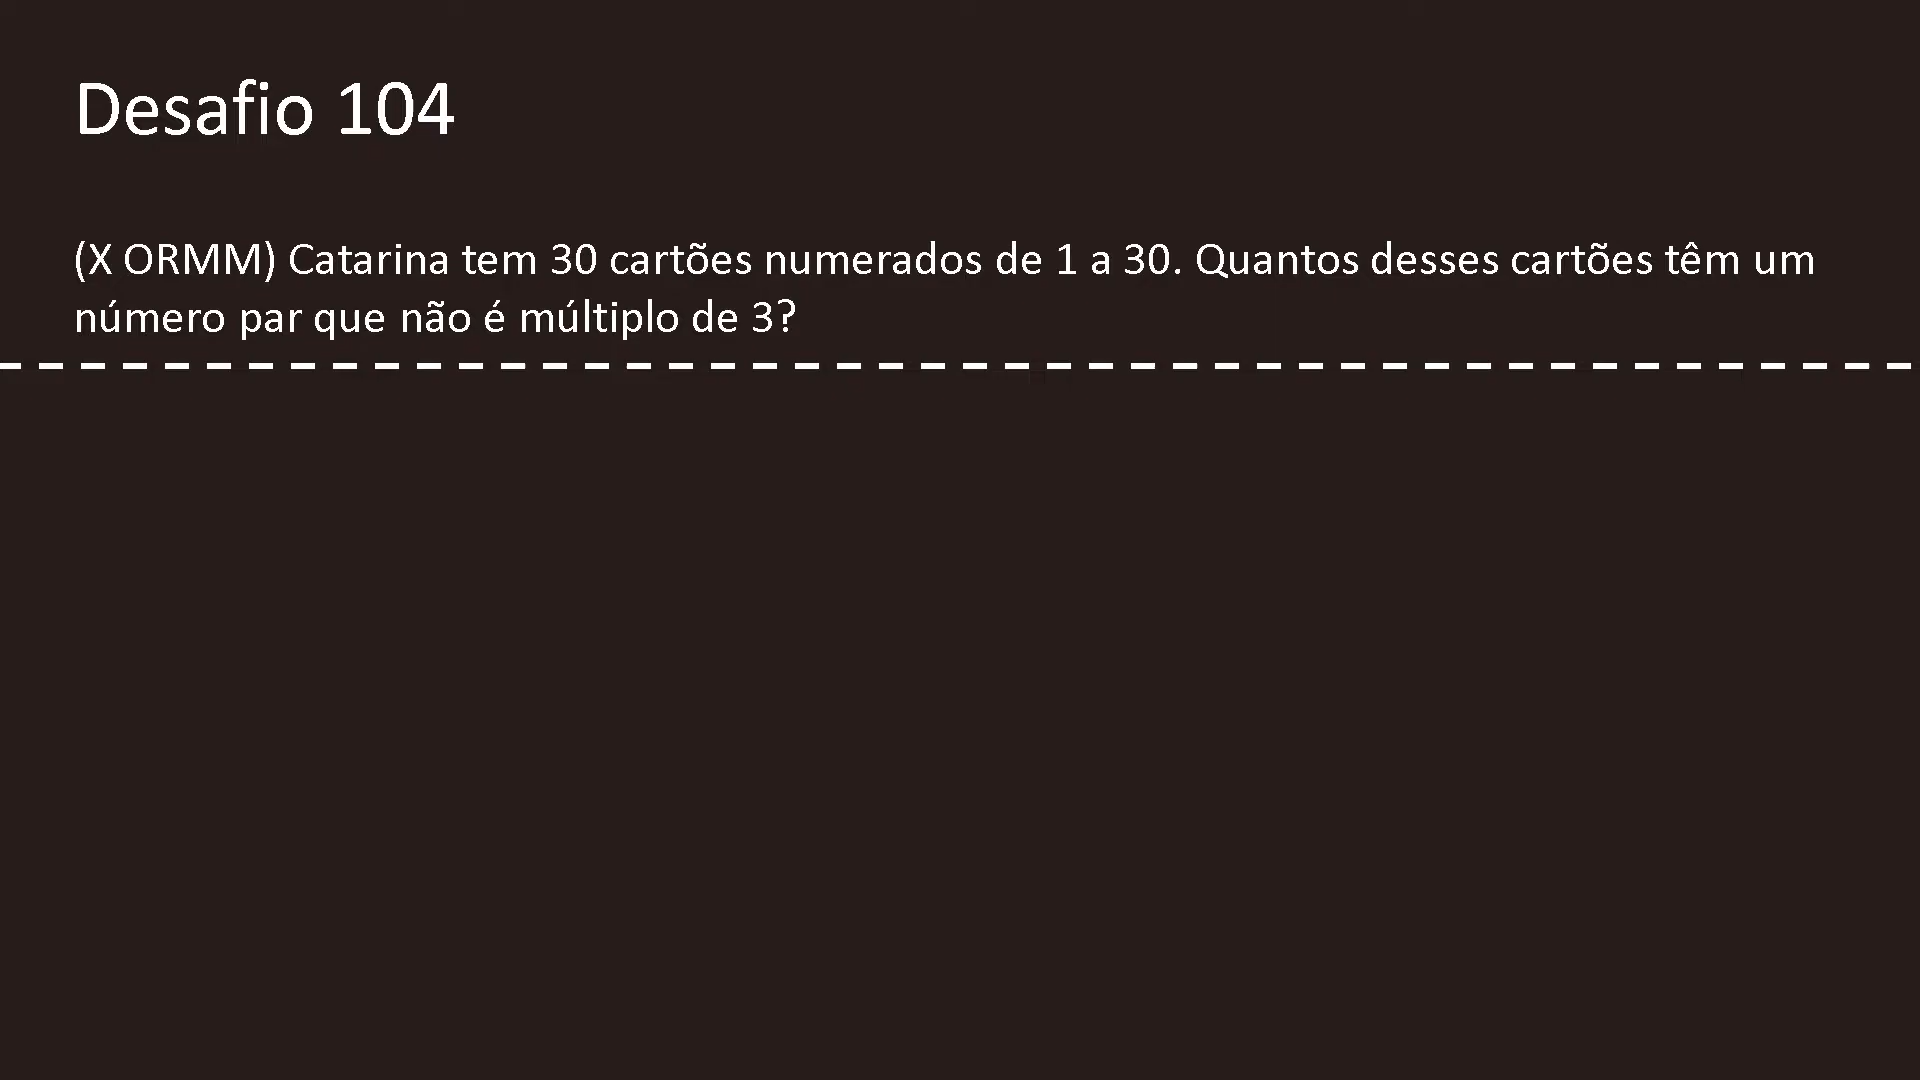 Desafio 104
(X ORMM) Catarina tem 30 cartões numerados de 1 a 30. Quantos desses cartões têm um
número par que não é múltiplo de 3?